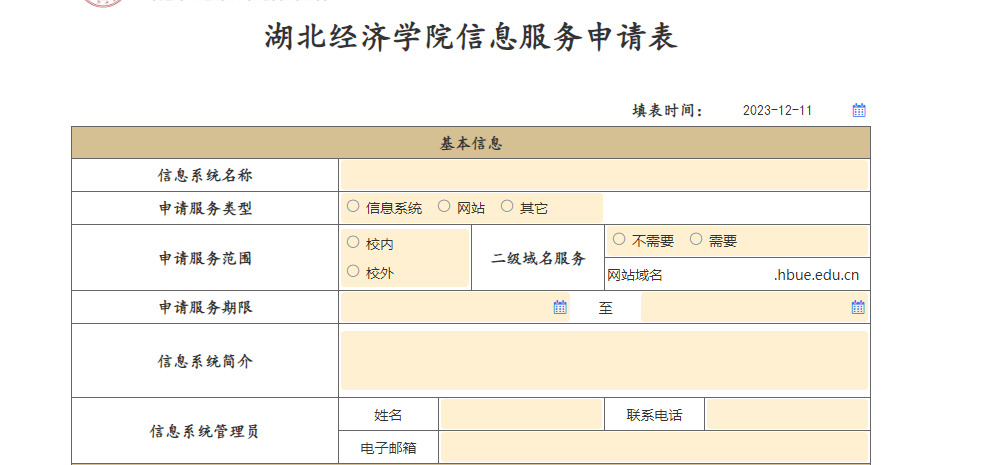 湖北经济学院信息服务申请表
填表时间： 2023-12-11
基本信息
信息系统名称
申请服务类型 信息系统 网站 其它
申请服务范围 校内 校外 二级域名服务 不需要 需要
网站域名 .hbue.edu.cn
申请服务期限 至
信息系统简介
信息系统管理员 姓名 联系电话
电子邮箱